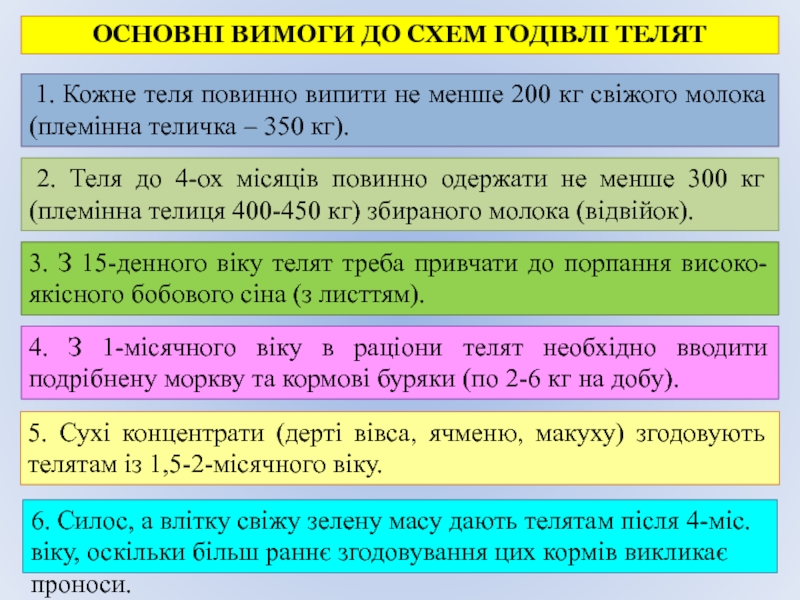 ОСНОВНІ ВИМОГИ ДО СХЕМ ГОДІВЛІ ТЕЛЯТ
1. Кожне теля повинно випити не менше 200 кг свіжого молока
(племінна теличка – 350 кг).
2. Теля до 4-ох місяців повинно одержати не менше 300 кг
(племінна телиця 400-450 кг) збираного молока (відвійок).
3. З 15-денного віку телят треба привчати до порпання високо-
якісного бобового сіна (з листтям).
4. З 1-місячного віку в раціони телят необхідно вводити
подрібнену моркву та кормові буряки (по 2-6 кг на добу).
5. Сухі концентрати (дерті вівса, ячменю, макуху) згодовують
телятам із 1,5-2-місячного віку.
6. Силос, а влітку свіжу зелену масу дають телятам після 4-міс.
віку, оскільки більш раннє згодовування цих кормів викликає
проноси.